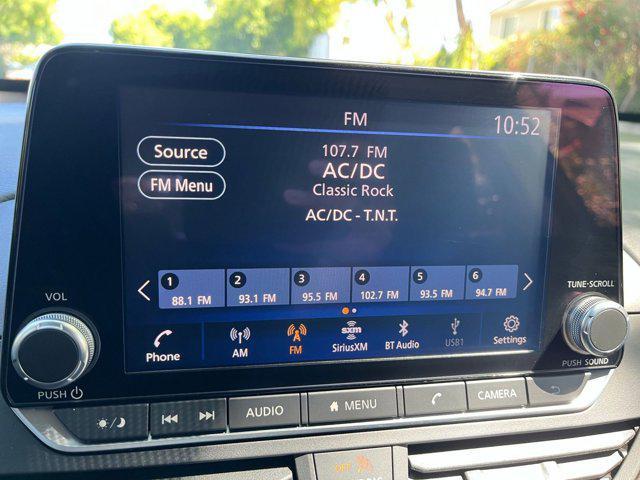 FM
10:52
Source
FM Menu
107.7 FM
AC/DC
Classic Rock
AC/DC - T.N.T.
1 2 3 4 5 6
88.1 FM 93.1 FM 95.5 FM 102.7 FM 93.5 FM 94.7 FM
Phone AM FM SXM SiriusXM BT Audio USB1 Settings
VOL
PUSH
TUNE·SCROLL
PUSH SOUND
AUDIO MENU CAMERA
OFF